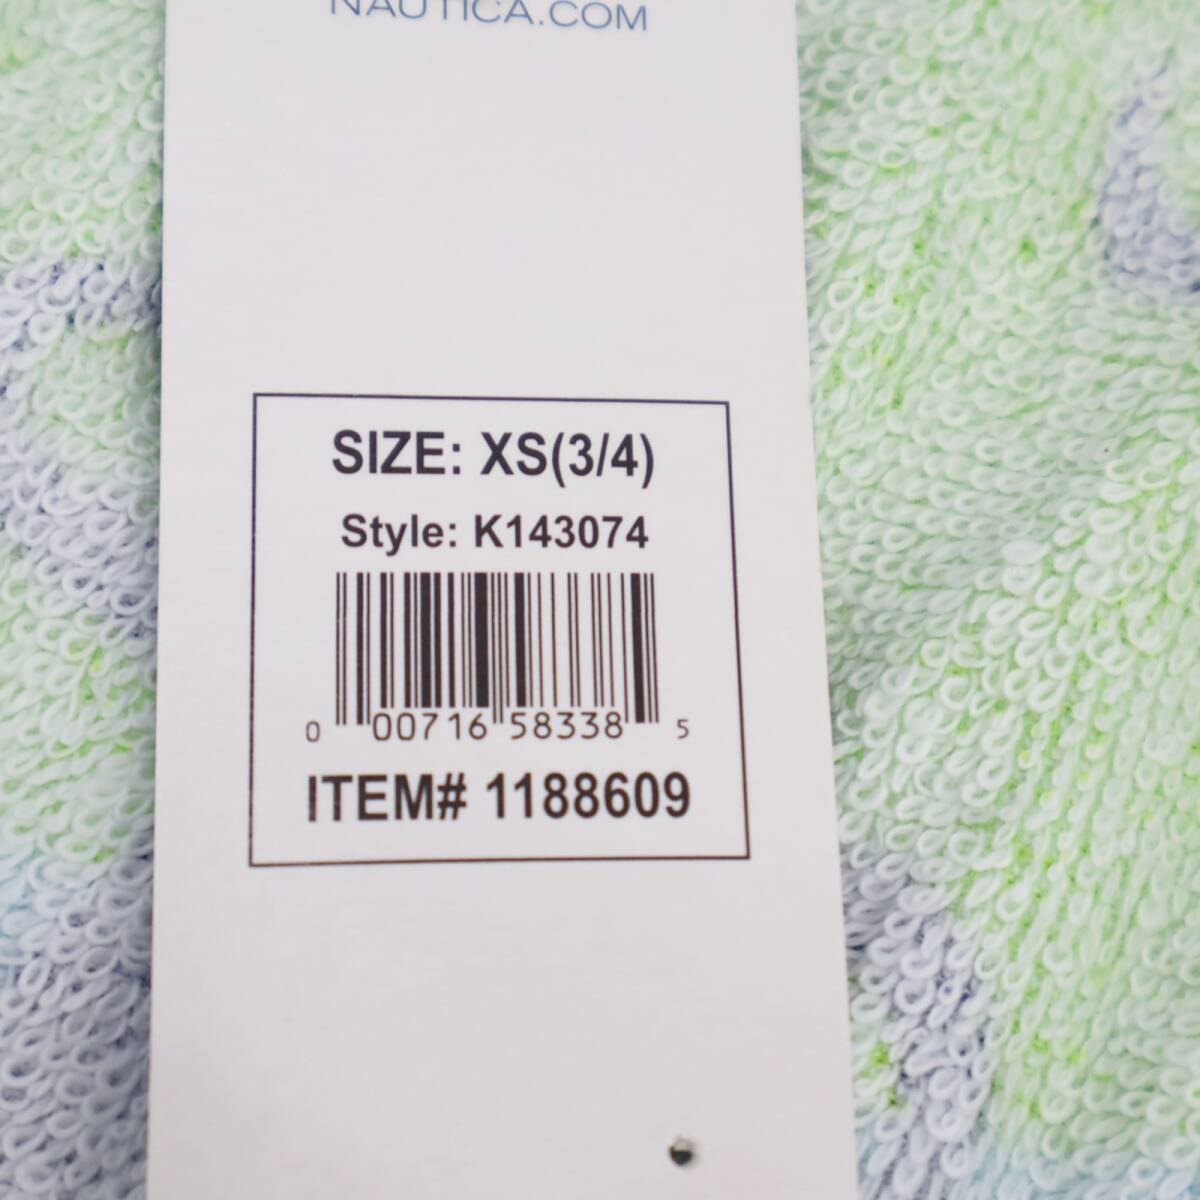 NAUTICA.COM
SIZE: XS(3/4)
Style: K143074
0 00716 58338 5
ITEM# 1188609